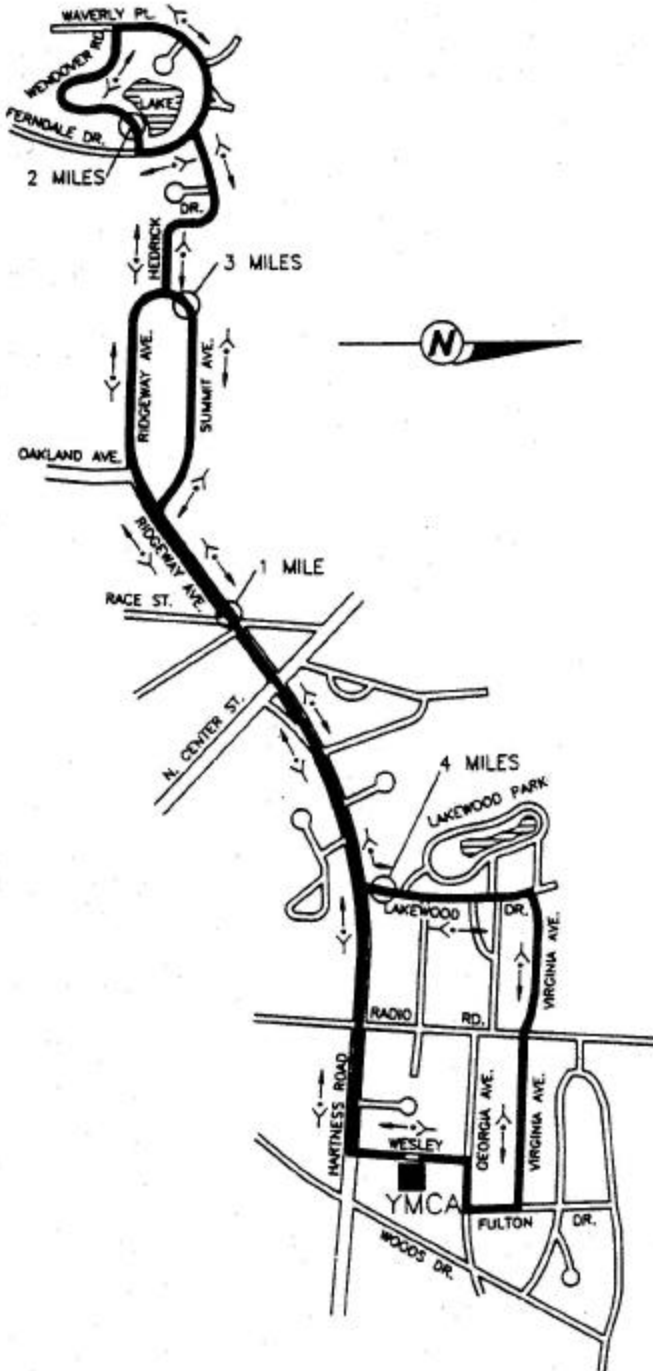 WAVERLY PL.
WENDOVER RD.
LAKE
FERNDALE DR.
2 MILES
HEDRICK
DR.
3 MILES
N
RIDGEWAY AVE.
SUMMIT AVE.
OAKLAND AVE.
RIDGEWAY AVE.
1 MILE
RACE ST.
N. CENTER ST.
4 MILES
LAKEWOOD PARK
LAKEWOOD DR.
VIRGINIA AVE.
RADIO RD.
HARTNESS ROAD
GEORGIA AVE.
VIRGINIA AVE.
WESLEY
YMCA
FULTON DR.
WOODS DR.